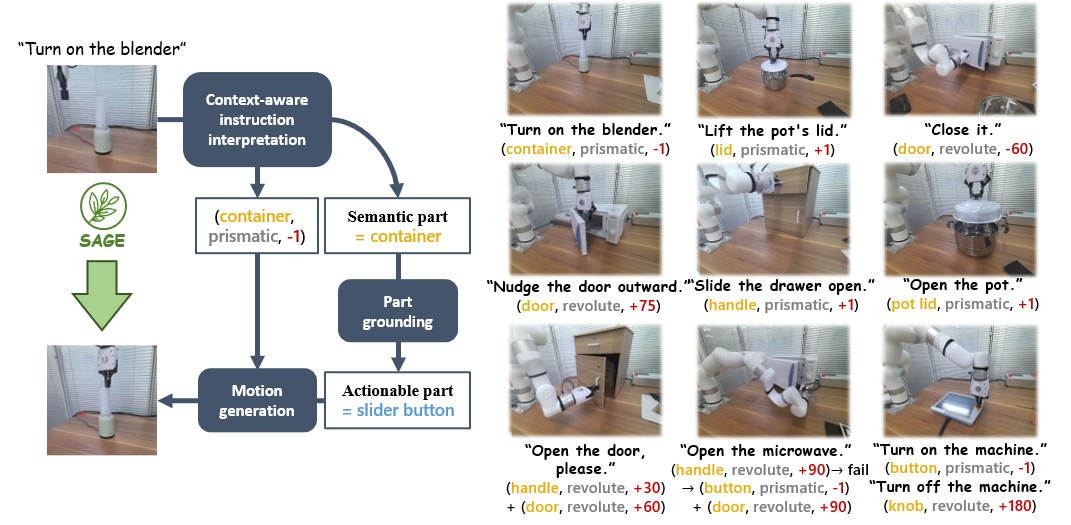 “Turn on the blender”
Context-aware
instruction
interpretation
(container,
prismatic, -1)
Semantic part
= container
SAGE
Part
grounding
Motion
generation
Actionable part
= slider button
“Turn on the blender.”
(container, prismatic, -1)
“Lift the pot's lid.”
(lid, prismatic, +1)
“Close it.”
(door, revolute, -60)
“Nudge the door outward.”
(door, revolute, +75)
“Slide the drawer open.”
(handle, prismatic, +1)
“Open the pot.”
(pot lid, prismatic, +1)
“Open the door,
please.”
(handle, revolute, +30)
+ (door, revolute, +60)
“Open the microwave.”
(handle, revolute, +90)→ fail
→ (button, prismatic, -1)
+ (door, revolute, +90)
“Turn on the machine.”
(button, prismatic, -1)
“Turn off the machine.”
(knob, revolute, +180)